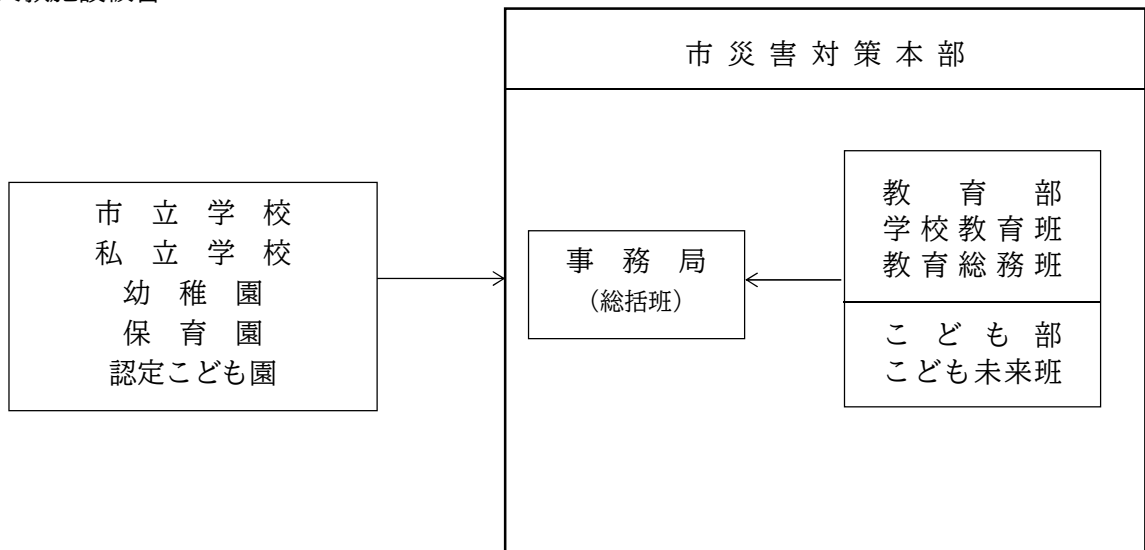 市災害対策本部
市立学校
私立学校
幼稚園
保育園
認定こども園
事務局
（総括班）
教育部
学校教育班
教育総務班
こども部
こども未来班